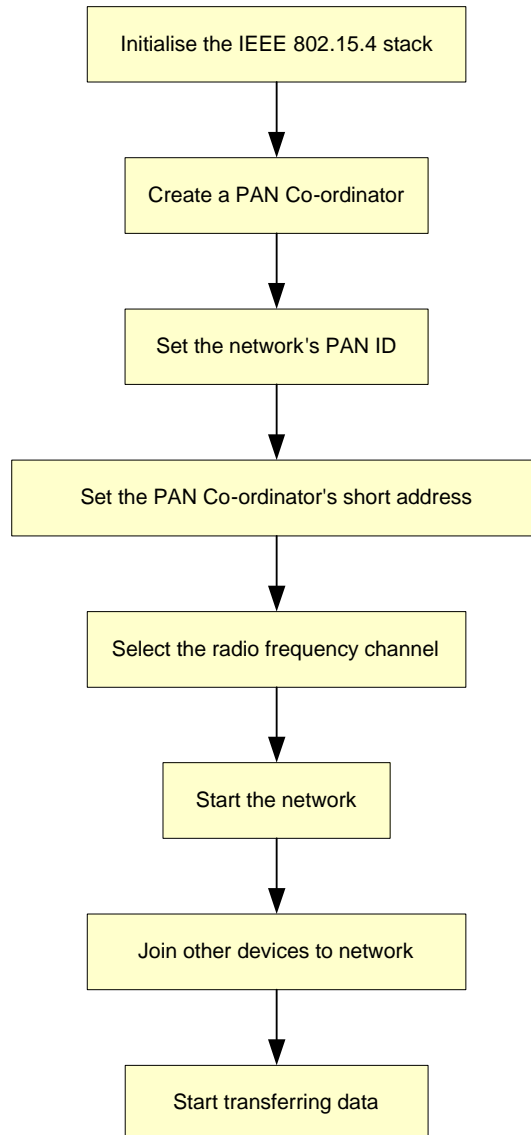 Initialise the IEEE 802.15.4 stack
Create a PAN Co-ordinator
Set the network's PAN ID
Set the PAN Co-ordinator's short address
Select the radio frequency channel
Start the network
Join other devices to network
Start transferring data